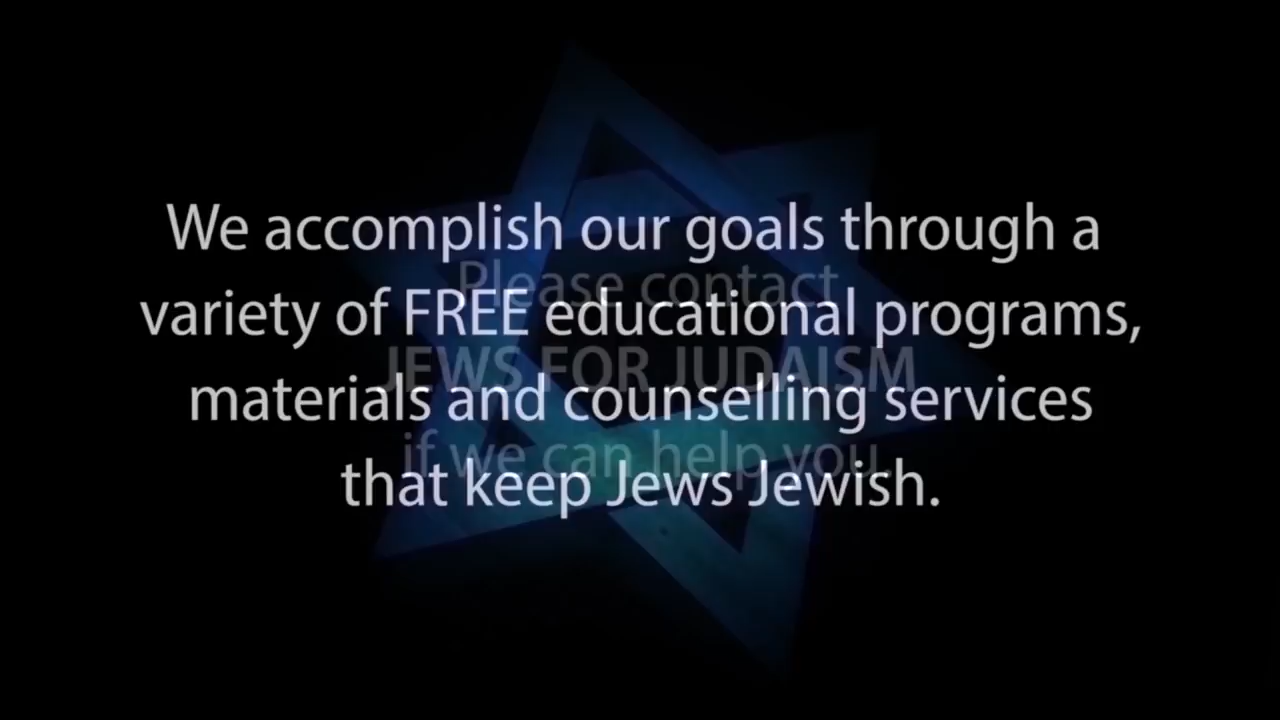 We accomplish our goals through a
variety of FREE educational programs,
materials and counselling services
that keep Jews Jewish.
Please contact
JEWS FOR JUDAISM
if we can help you.